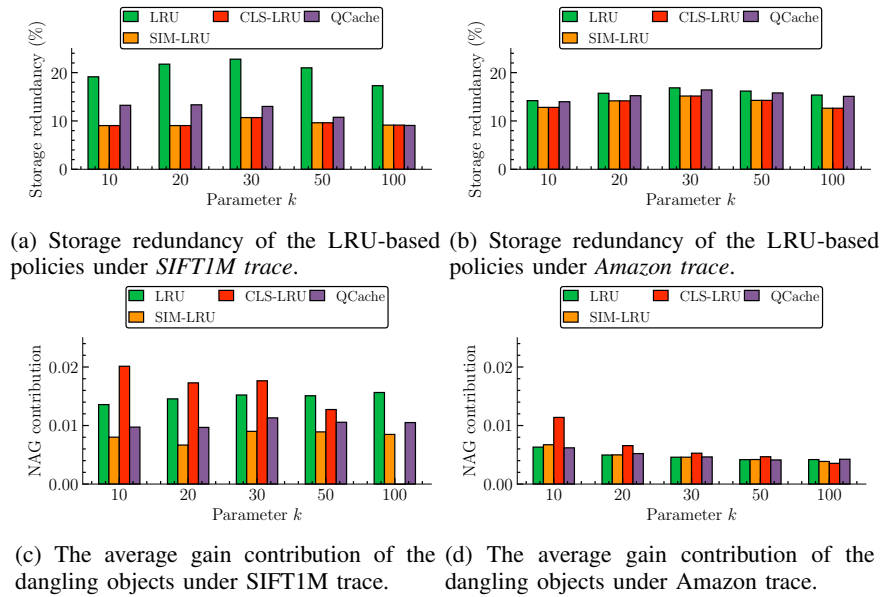 LRU CLS-LRU QCache
SIM-LRU
Storage redundancy (%)
20
10
0
10 20 30 50 100
Parameter k
LRU CLS-LRU QCache
SIM-LRU
Storage redundancy (%)
20
10
0
10 20 30 50 100
Parameter k
(a) Storage redundancy of the LRU-based
policies under SIFT1M trace.
(b) Storage redundancy of the LRU-based
policies under Amazon trace.
LRU CLS-LRU QCache
SIM-LRU
NAG contribution
0.02
0.01
0.00
10 20 30 50 100
Parameter k
LRU CLS-LRU QCache
SIM-LRU
NAG contribution
0.02
0.01
0.00
10 20 30 50 100
Parameter k
(c) The average gain contribution of the
dangling objects under SIFT1M trace.
(d) The average gain contribution of the
dangling objects under Amazon trace.